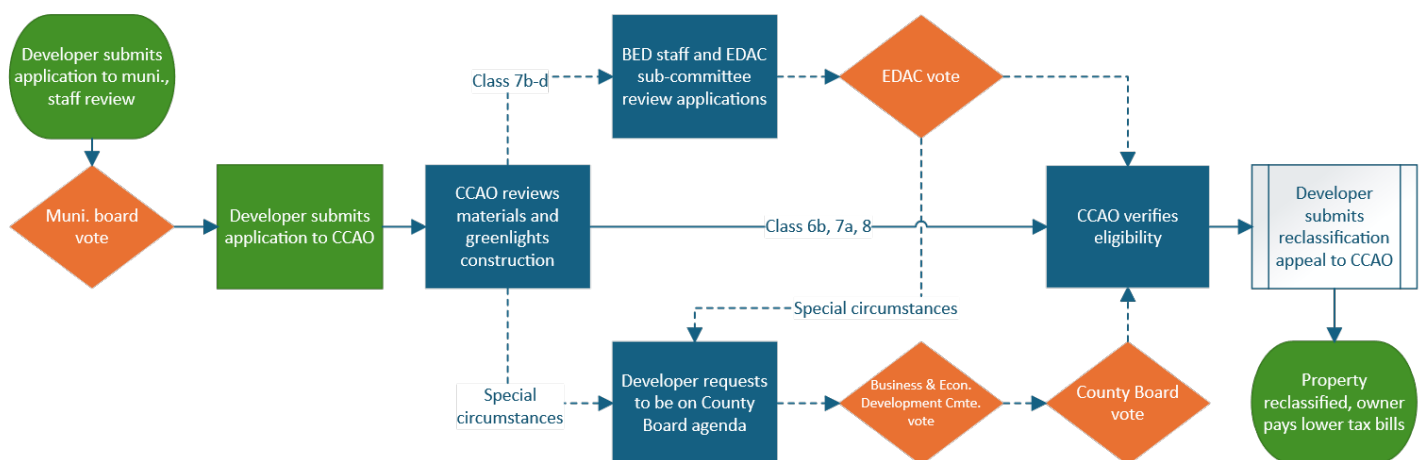 Developer submits
application to muni.,
staff review
Muni. board
vote
Developer submits
application to CCAO
CCAO reviews
materials and
greenlights
construction
Class 7b-d
BED staff and EDAC
sub-committee
review applications
EDAC vote
Class 6b, 7a, 8
Special circumstances
Special
circumstances
Developer requests
to be on County
Board agenda
Business & Econ.
Development Cmte.
vote
County Board
vote
CCAO verifies
eligibility
Developer
submits
reclassification
appeal to CCAO
Property
reclassified, owner
pays lower tax bills